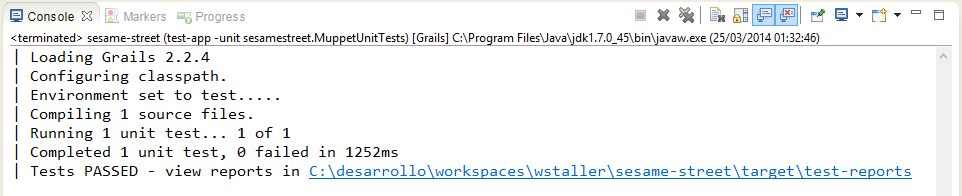 Console Markers Progress
<terminated> sesame-street (test-app -unit sesamestreet.MuppetUnitTests) [Grails] C:\Program Files\Java\jdk1.7.0_45\bin\javaw.exe (25/03/2014 01:32:46)
| Loading Grails 2.2.4
| Configuring classpath.
| Environment set to test.....
| Compiling 1 source files.
| Running 1 unit test... 1 of 1
| Completed 1 unit test, 0 failed in 1252ms
| Tests PASSED - view reports in C:\desarrollo\workspaces\wstaller\sesame-street\target\test-reports